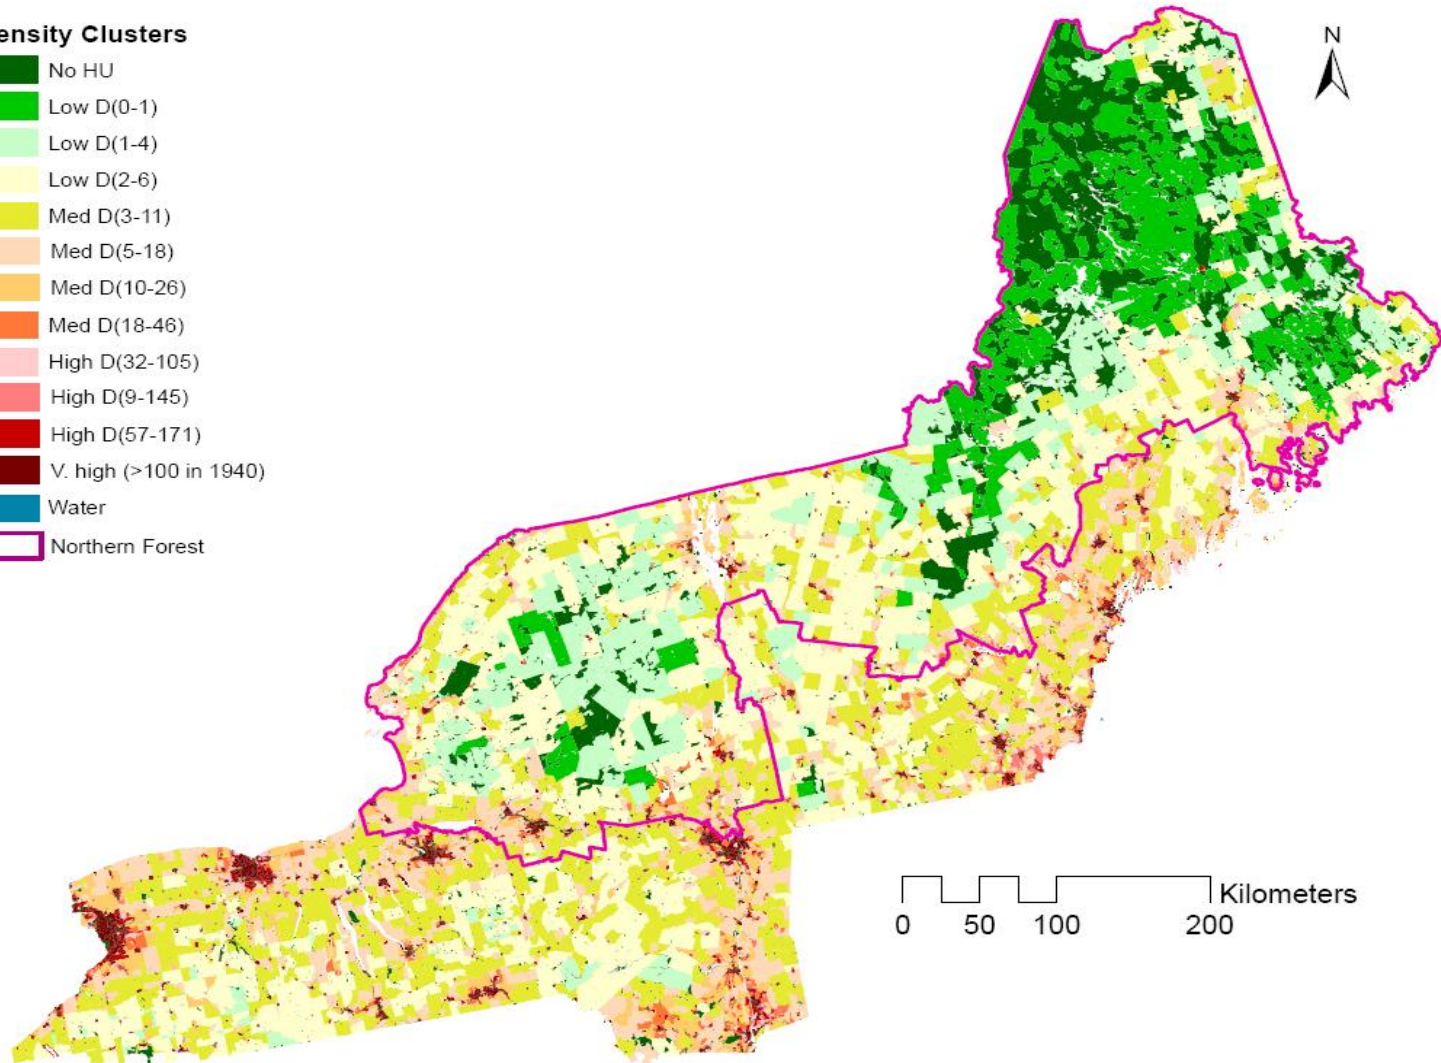 ensity Clusters
No HU
Low D(0-1)
Low D(1-4)
Low D(2-6)
Med D(3-11)
Med D(5-18)
Med D(10-26)
Med D(18-46)
High D(32-105)
High D(9-145)
High D(57-171)
V. high (>100 in 1940)
Water
Northern Forest
N
Kilometers
0 50 100 200